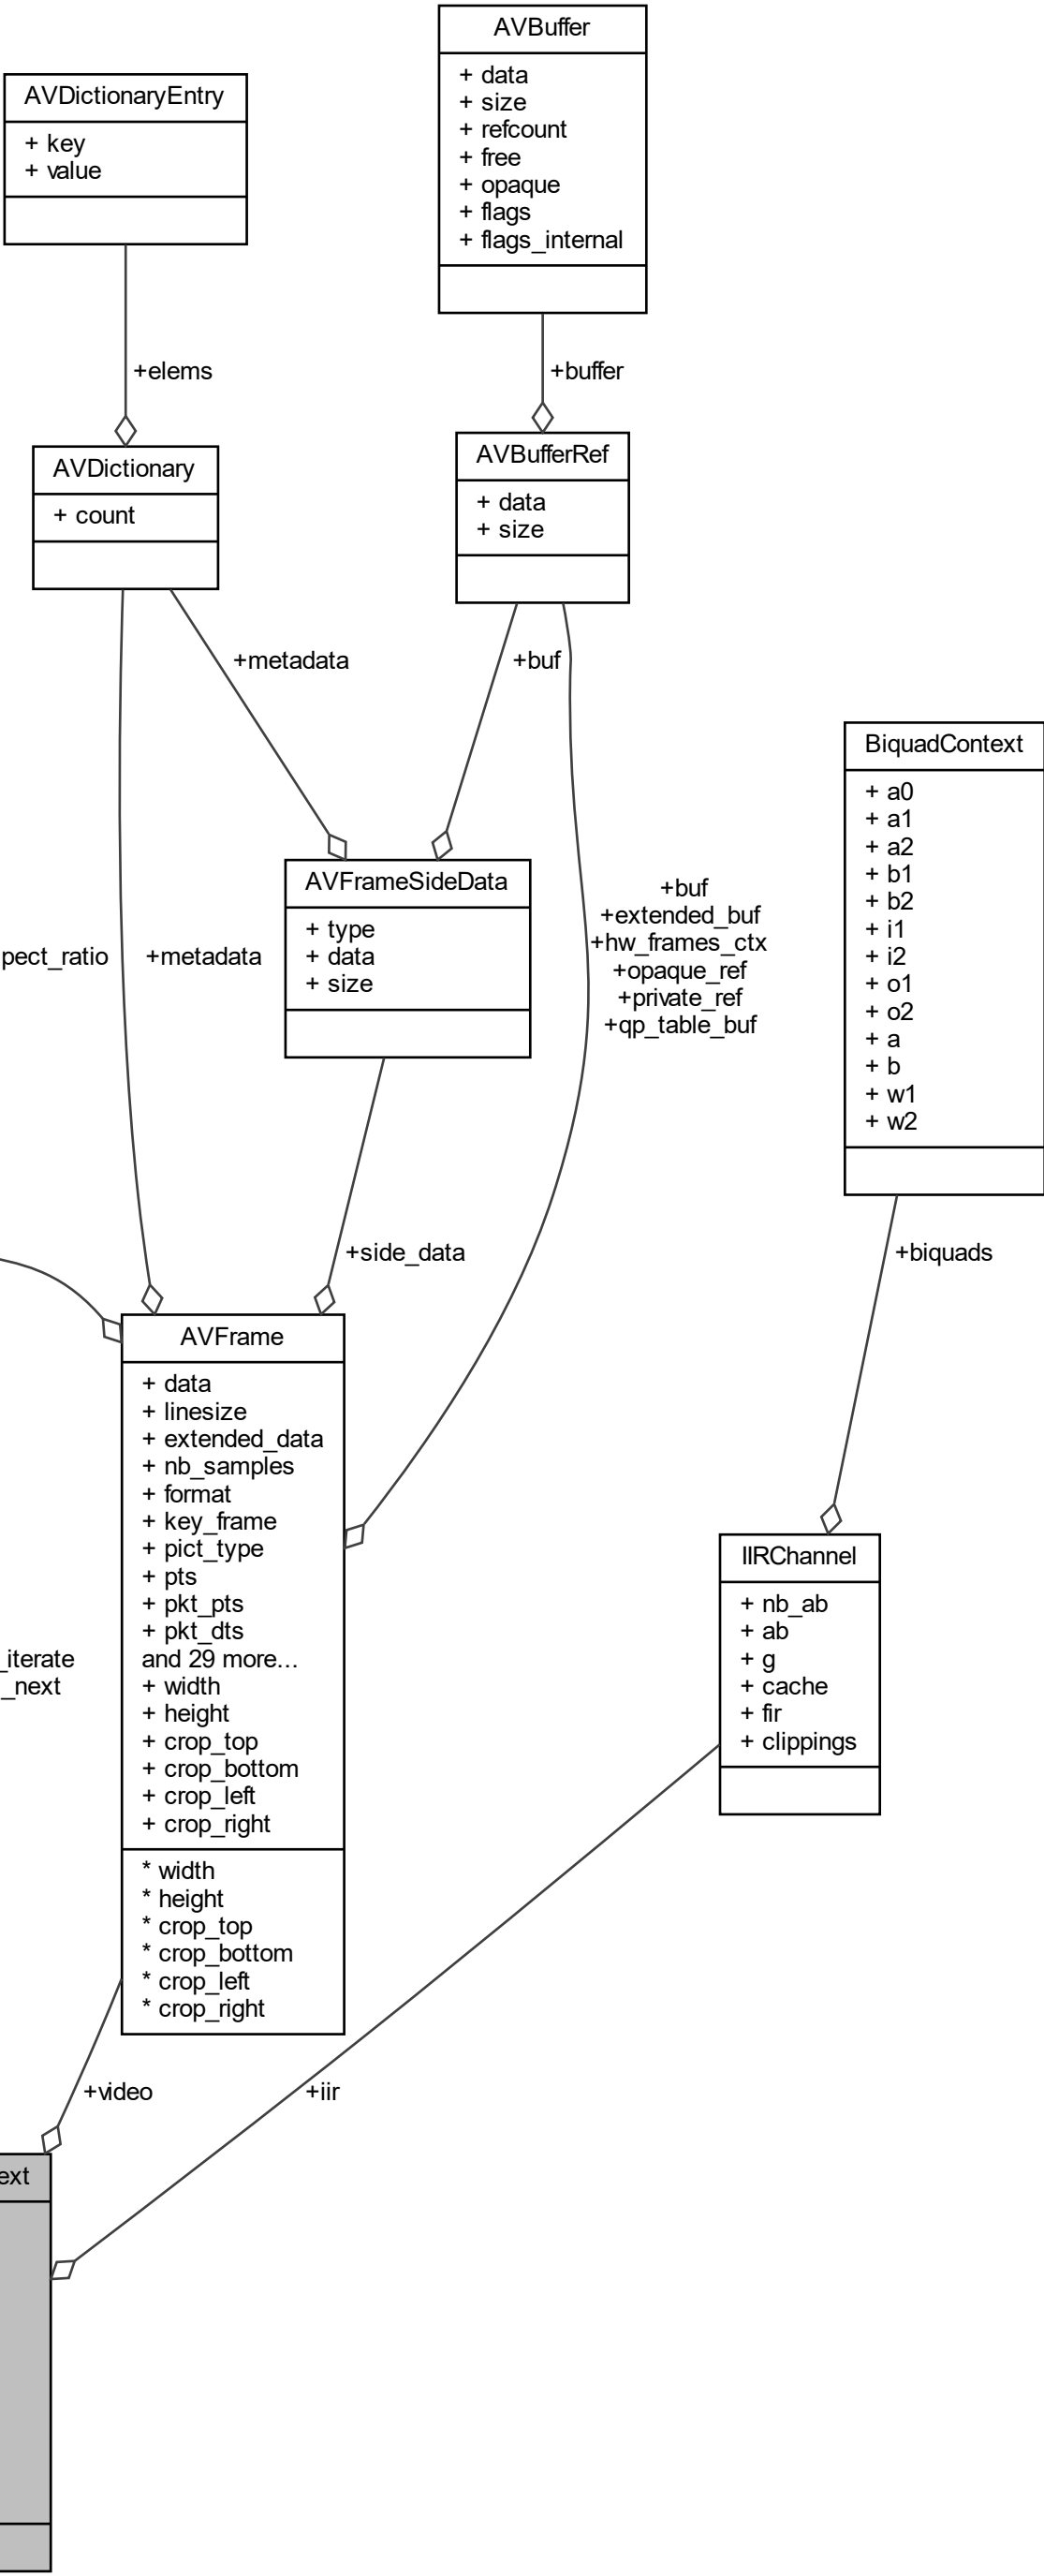 AVBuffer
+ data
+ size
+ refcount
+ free
+ opaque
+ flags
+ flags_internal
AVDictionaryEntry
+ key
+ value
+elems
+buffer
AVDictionary
+ count
AVBufferRef
+ data
+ size
+metadata
+buf
BiquadContext
+ a0
+ a1
+ a2
+ b1
+ b2
+ i1
+ i2
+ o1
+ o2
+ a
+ b
+ w1
+ w2
AVFrameSideData
+ type
+ data
+ size
+buf
+extended_buf
+hw_frames_ctx
+opaque_ref
+private_ref
+qp_table_buf
pect_ratio
+metadata
+side_data
+biquads
AVFrame
+ data
+ linesize
+ extended_data
+ nb_samples
+ format
+ key_frame
+ pict_type
+ pts
+ pkt_pts
+ pkt_dts
and 29 more...
+ width
+ height
+ crop_top
+ crop_bottom
+ crop_left
+ crop_right
* width
* height
* crop_top
* crop_bottom
* crop_left
* crop_right
IIRChannel
+ nb_ab
+ ab
+ g
+ cache
+ fir
+ clippings
_iterate
_next
+video
+iir
ext